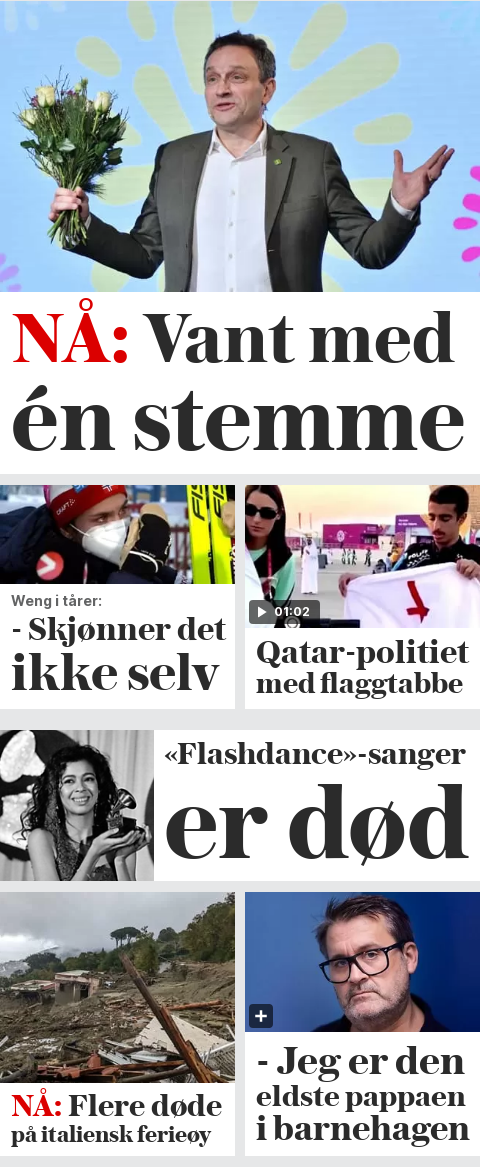 NÅ: Vant med
én stemme
Weng i tårer:
- Skjønner det
ikke selv
01:02
Qatar-politiet
med flaggtabbe
«Flashdance»-sanger
er død
NÅ: Flere døde
på italiensk ferieøy
- Jeg er den
eldste pappaen
i barnehagen